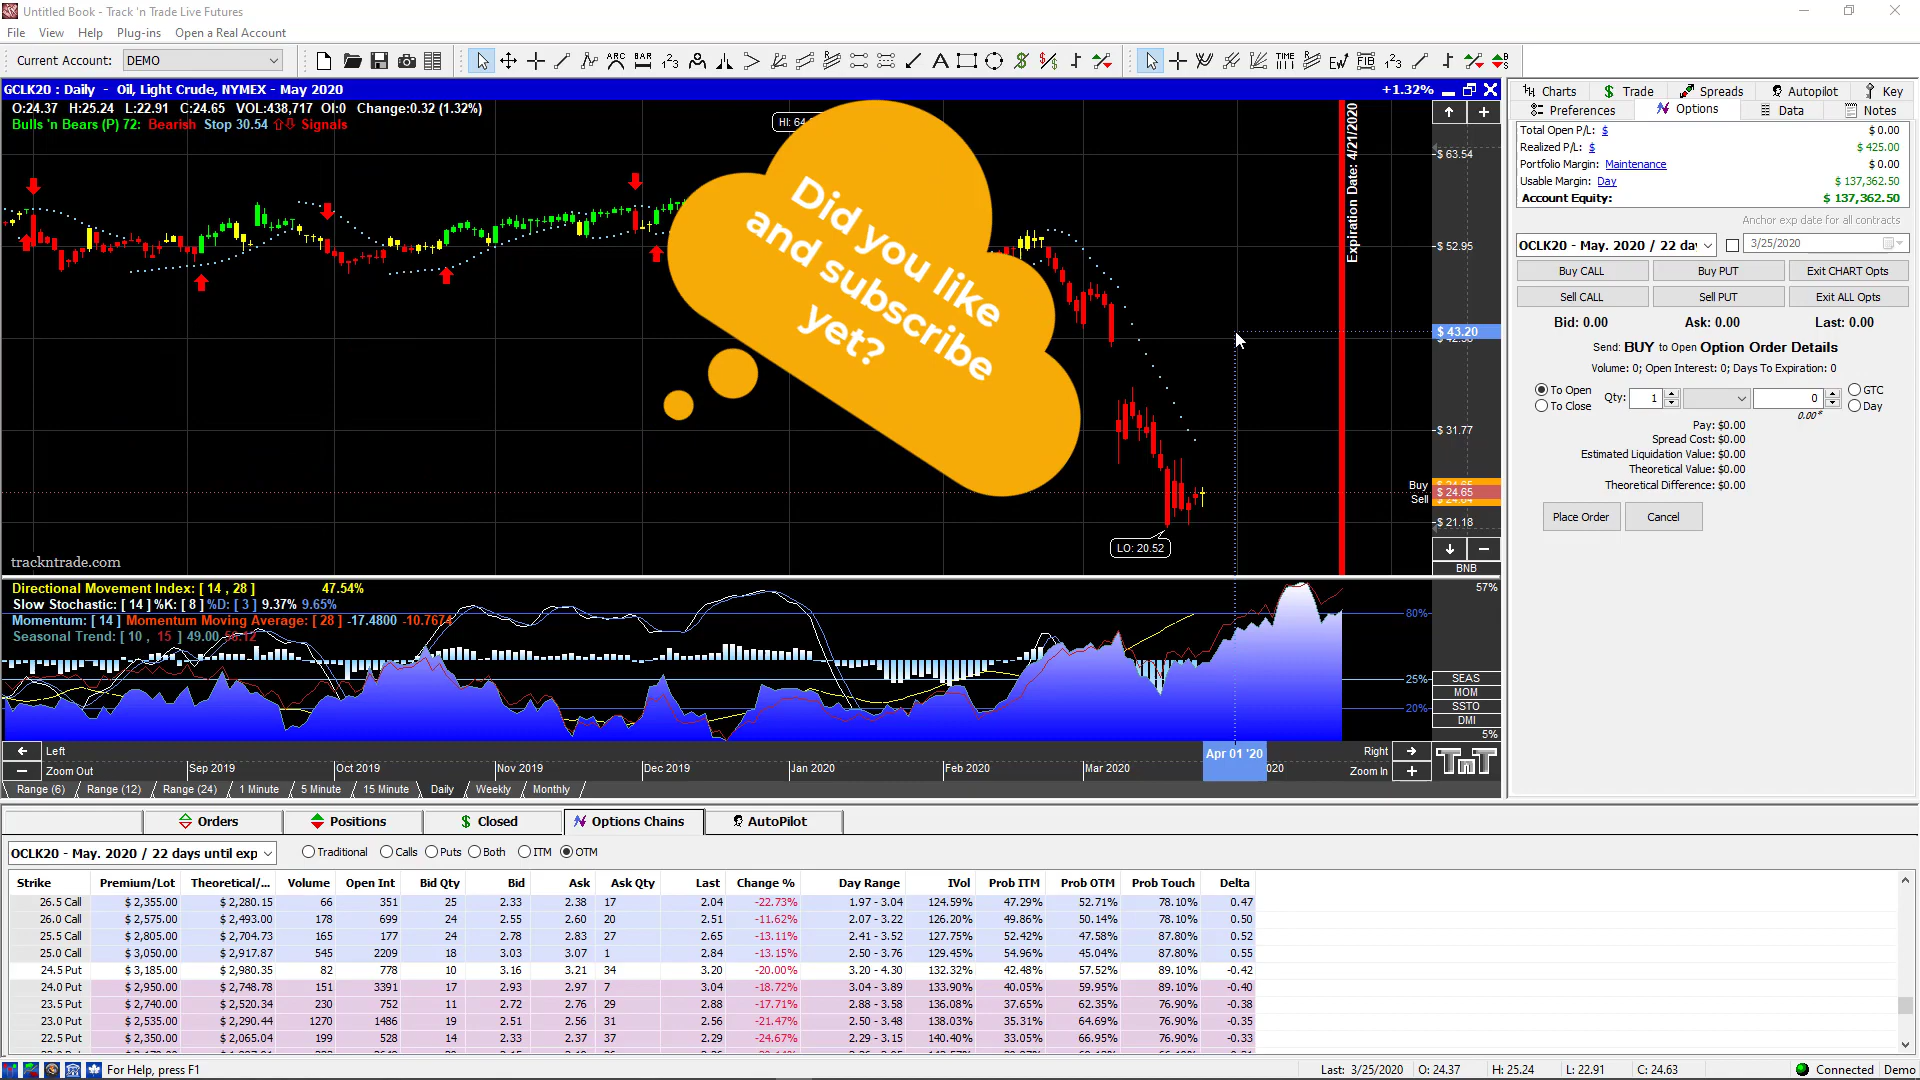 Untitled Book - Track 'n Trade Live Futures
File View Help Plug-ins Open a Real Account
Current Account: DEMO
GCLK20 : Daily - Oil, Light Crude, NYMEX - May 2020
+1.32%
O:24.37 H:25.24 L:22.91 C:24.65 VOL:438,717 OI:0 Change:0.32 (1.32%)
Bulls 'n Bears (P) 72: Bearish Stop 30.54 Signals
HI: 64
Did you like
and subscribe
yet?
Expiration Date: 4/21/2020
$ 63.54
$ 52.95
$ 43.20
$ 31.77
Buy
$ 24.65
Sell
$ 21.18
LO: 20.52
BNB
trackntrade.com
Directional Movement Index: [ 14 , 28 ] 47.54%
Slow Stochastic: [ 14 ] %K: [ 8 ] %D: [ 3 ] 9.37% 9.65%
Momentum: [ 14 ] Momentum Moving Average: [ 28 ] -17.4800 -10.7674
Seasonal Trend: [ 10 , 15 ] 49.00
57%
80%
25%
20%
SEAS
MOM
SSTO
DMI
5%
Left
Zoom Out
Sep 2019 Oct 2019 Nov 2019 Dec 2019 Jan 2020 Feb 2020 Mar 2020 Apr 01 '20 020
Right
Zoom In
Range (6) Range (12) Range (24) 1 Minute 5 Minute 15 Minute Daily Weekly Monthly
Charts Trade Spreads Autopilot Key
Preferences Options Data Notes
Total Open P/L: $ $ 0.00
Realized P/L: $ $ 425.00
Portfolio Margin: Maintenance $ 0.00
Usable Margin: Day $ 137,362.50
Account Equity: $ 137,362.50
Anchor exp date for all contracts
OCLK20 - May. 2020 / 22 da 3/25/2020
Buy CALL Buy PUT Exit CHART Opts
Sell CALL Sell PUT Exit ALL Opts
Bid: 0.00 Ask: 0.00 Last: 0.00
Send: BUY to Open Option Order Details
Volume: 0; Open Interest: 0; Days To Expiration: 0
To Open Qty: 1 0 GTC
To Close 0.00* Day
Pay: $0.00
Spread Cost: $0.00
Estimated Liquidation Value: $0.00
Theoretical Value: $0.00
Theoretical Difference: $0.00
Place Order Cancel
Orders Positions Closed Options Chains AutoPilot
OCLK20 - May. 2020 / 22 days until exp Traditional Calls Puts Both ITM OTM
Strike Premium/Lot Theoretical/... Volume Open Int Bid Qty Bid Ask Ask Qty Last Change % Day Range IVol Prob ITM Prob OTM Prob Touch Delta
26.5 Call $ 2,355.00 $ 2,280.15 66 351 25 2.33 2.38 17 2.04 -22.73% 1.97 - 3.04 124.59% 47.29% 52.71% 78.10% 0.47
26.0 Call $ 2,575.00 $ 2,493.00 178 699 24 2.55 2.60 20 2.51 -11.62% 2.07 - 3.22 126.20% 49.86% 50.14% 78.10% 0.50
25.5 Call $ 2,805.00 $ 2,704.73 165 177 24 2.78 2.83 27 2.65 -13.11% 2.41 - 3.52 127.75% 52.42% 47.58% 87.80% 0.52
25.0 Call $ 3,050.00 $ 2,917.87 545 2209 18 3.03 3.07 1 2.84 -13.15% 2.50 - 3.76 129.45% 54.96% 45.04% 87.80% 0.55
24.5 Put $ 3,185.00 $ 2,980.35 82 778 10 3.16 3.21 34 3.20 -20.00% 3.20 - 4.30 132.32% 42.48% 57.52% 89.10% -0.42
24.0 Put $ 2,950.00 $ 2,748.78 151 3391 17 2.93 2.97 7 3.04 -18.72% 3.04 - 3.89 133.90% 40.05% 59.95% 89.10% -0.40
23.5 Put $ 2,740.00 $ 2,520.34 230 752 11 2.72 2.76 29 2.88 -17.71% 2.88 - 3.58 136.08% 37.65% 62.35% 76.90% -0.38
23.0 Put $ 2,535.00 $ 2,290.44 1270 1486 19 2.51 2.56 31 2.56 -21.47% 2.50 - 3.48 138.03% 35.31% 64.69% 76.90% -0.35
22.5 Put $ 2,350.00 $ 2,065.04 199 528 14 2.33 2.37 37 2.29 -24.67% 2.29 - 3.15 140.40% 33.05% 66.95% 76.90% -0.33
For Help, press F1
Last: 3/25/2020 O: 24.37 H: 25.24 L: 22.91 C: 24.63 Connected Demo